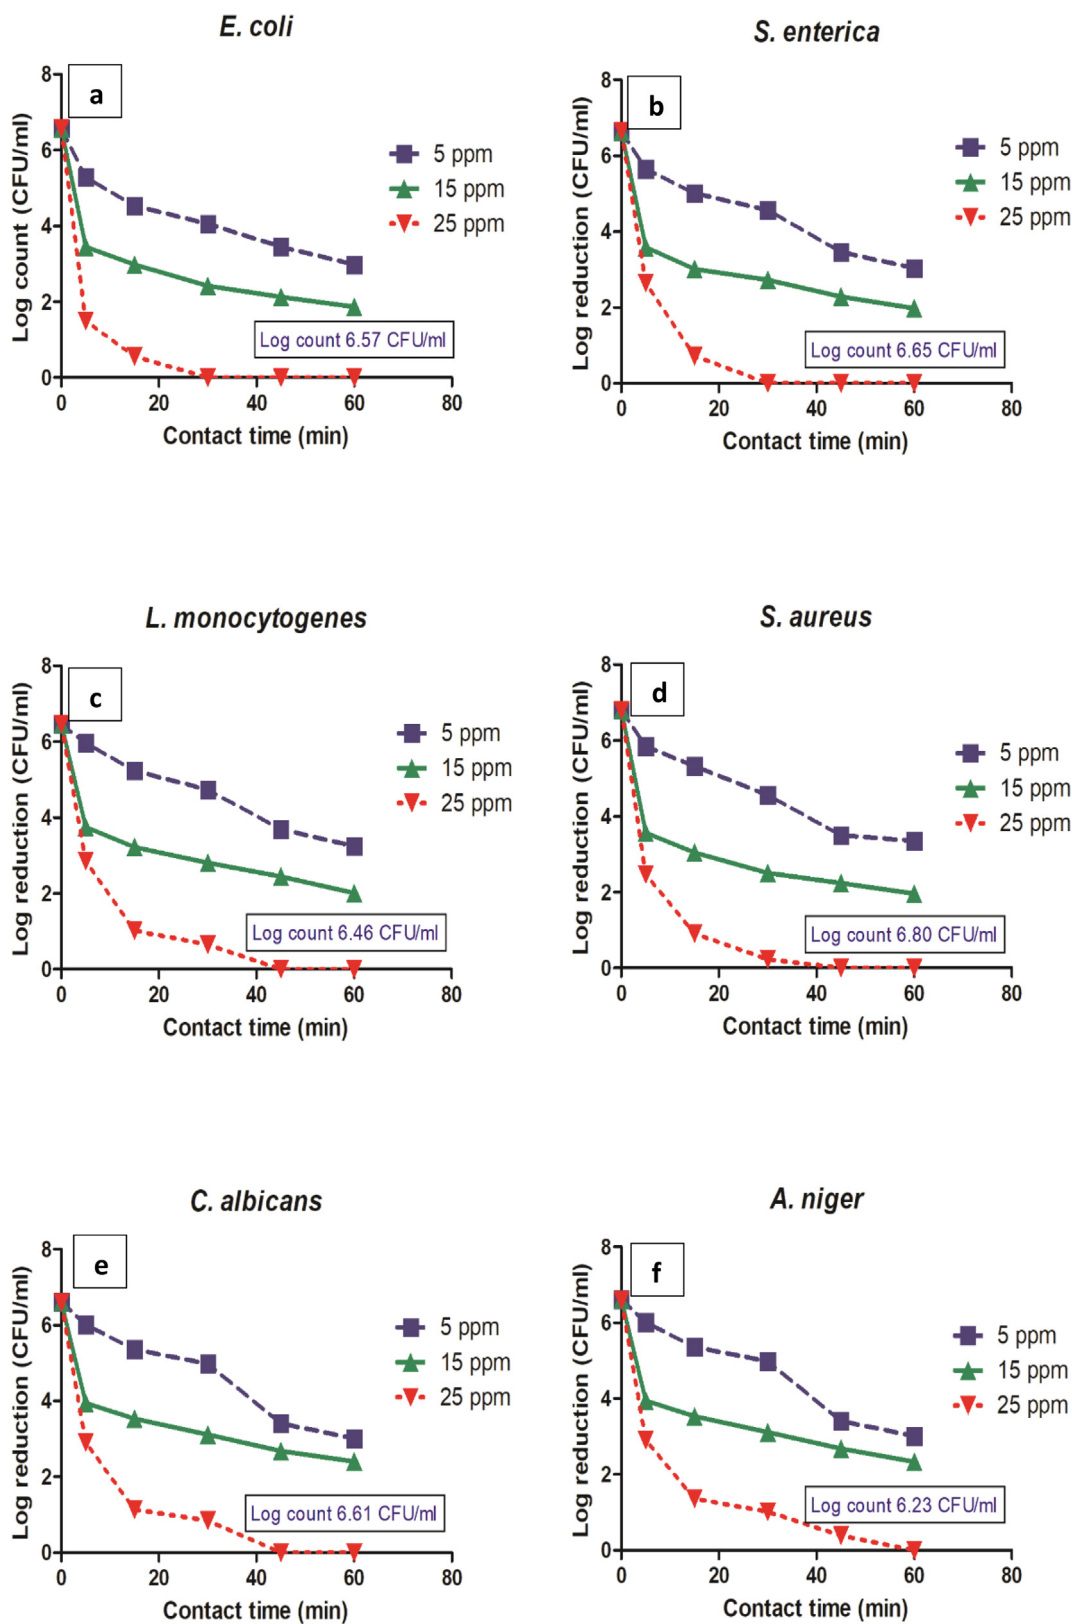 E. coli
a
Log count (CFU/ml)
8
6
4
2
0
0 20 40 60 80
Contact time (min)
5 ppm
15 ppm
25 ppm
Log count 6.57 CFU/ml
S. enterica
b
Log reduction (CFU/ml)
8
6
4
2
0
0 20 40 60 80
Contact time (min)
5 ppm
15 ppm
25 ppm
Log count 6.65 CFU/ml
L. monocytogenes
c
Log reduction (CFU/ml)
8
6
4
2
0
0 20 40 60 80
Contact time (min)
5 ppm
15 ppm
25 ppm
Log count 6.46 CFU/ml
S. aureus
d
Log reduction (CFU/ml)
8
6
4
2
0
0 20 40 60 80
Contact time (min)
5 ppm
15 ppm
25 ppm
Log count 6.80 CFU/ml
C. albicans
e
Log reduction (CFU/ml)
8
6
4
2
0
0 20 40 60 80
Contact time (min)
5 ppm
15 ppm
25 ppm
Log count 6.61 CFU/ml
A. niger
f
Log reduction (CFU/ml)
8
6
4
2
0
0 20 40 60 80
Contact time (min)
5 ppm
15 ppm
25 ppm
Log count 6.23 CFU/ml